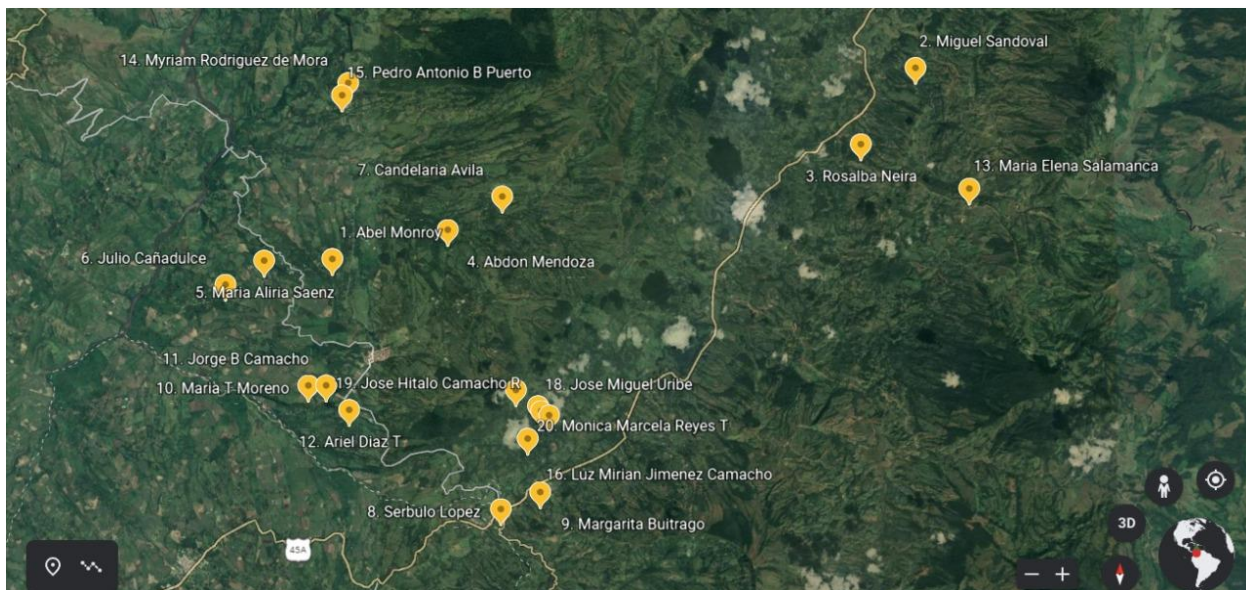 2. Miguel Sandoval
14. Myriam Rodriguez de Mora
15. Pedro Antonio B Puerto
7. Candelaria Avila
3. Rosalba Neira
13. Maria Elena Salamanca
1. Abel Monroy
6. Julio Cañadulce
4. Abdon Mendoza
5. Maria Aliria Saenz
11. Jorge B Camacho
10. Maria T Moreno
19. Jose Hitalo Camacho R
18. Jose Miguel Uribe
20. Monica Marcela Reyes T
12. Ariel Diaz T
16. Luz Mirian Jimenez Camacho
8. Serbulo Lopez
9. Margarita Buitrago
45A
3D